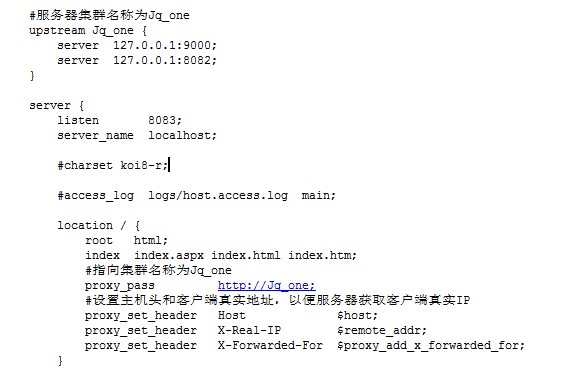 #服务器集群名称为Jq_one
upstream Jq_one {
server 127.0.0.1:9000;
server 127.0.0.1:8082;
}
server {
listen 8083;
server_name localhost;
#charset koi8-r;
#access_log logs/host.access.log main;
location / {
root html;
index index.aspx index.html index.htm;
#指向集群名称为Jq_one
proxy_pass http://Jq_one;
#设置主机头和客户端真实地址，以便服务器获取客户端真实IP
proxy_set_header Host $host;
proxy_set_header X-Real-IP $remote_addr;
proxy_set_header X-Forwarded-For $proxy_add_x_forwarded_for;
}